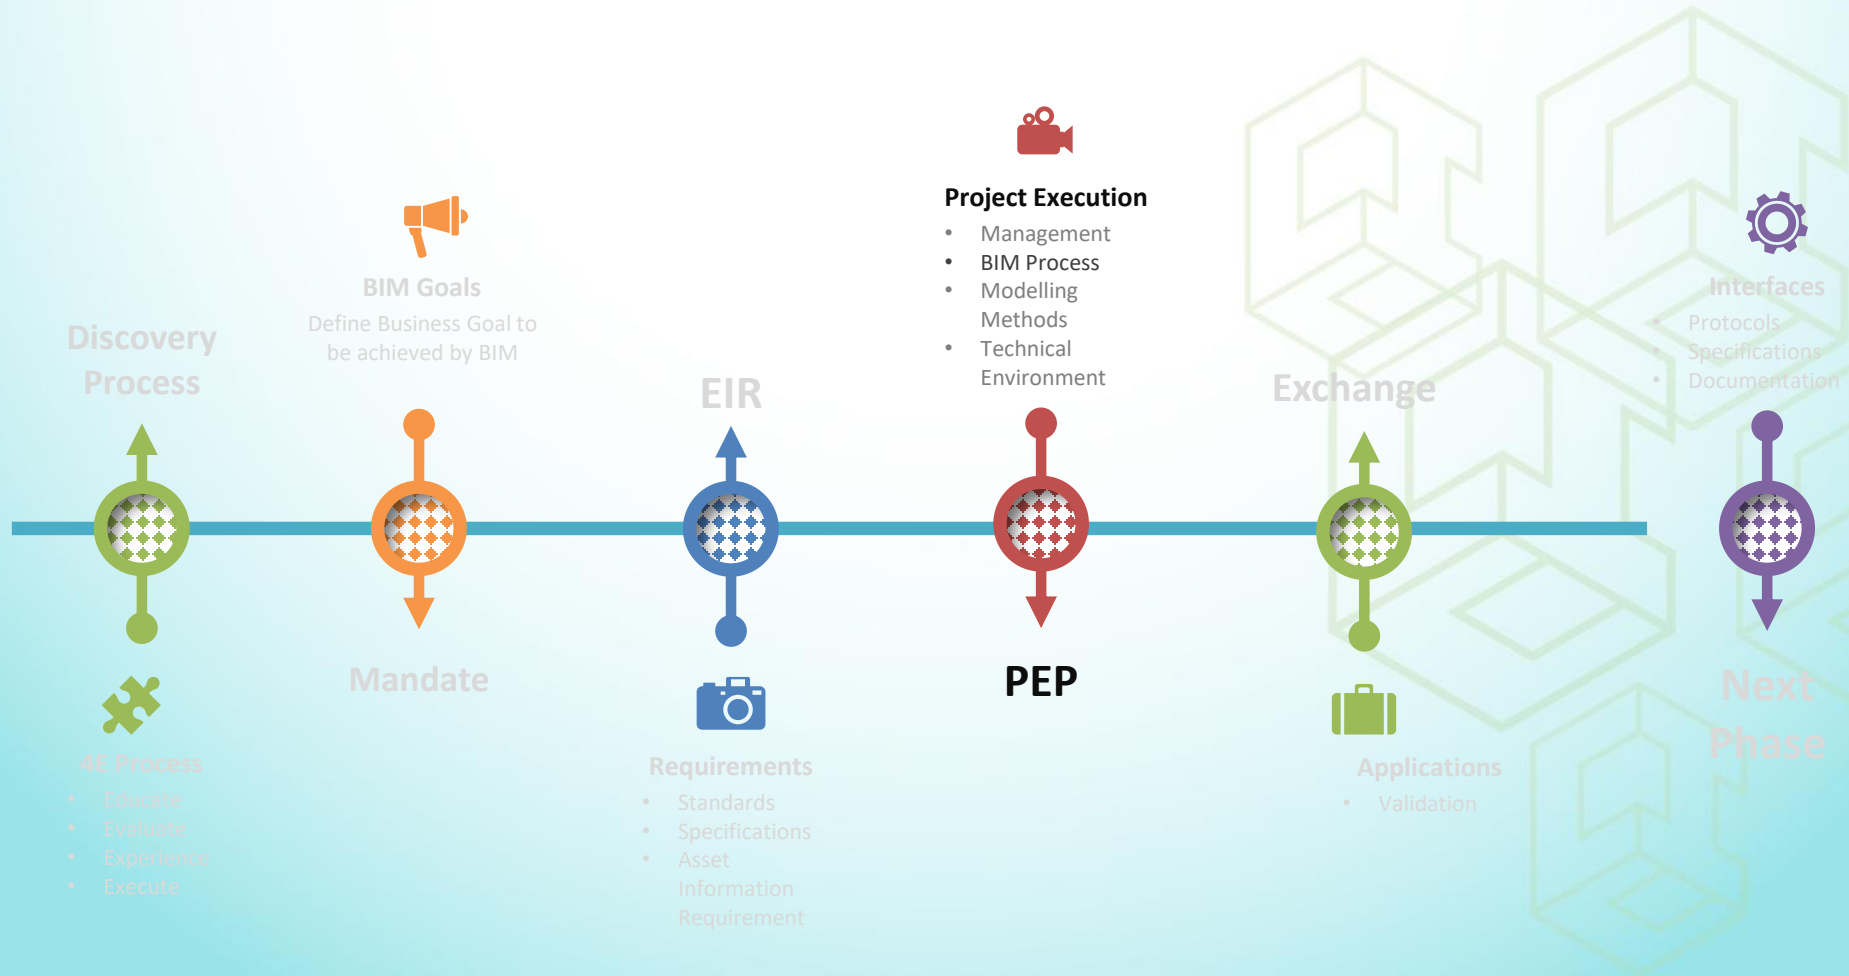 Discovery
Process
4E Process
• Educate
• Evaluate
• Experience
• Execute
BIM Goals
Define Business Goal to
be achieved by BIM
Mandate
EIR
Requirements
• Standards
• Specifications
• Asset
Information
Requirement
Project Execution
• Management
• BIM Process
• Modelling
Methods
• Technical
Environment
PEP
Exchange
Applications
• Validation
Interfaces
• Protocols
• Specifications
• Documentation
Next
Phase